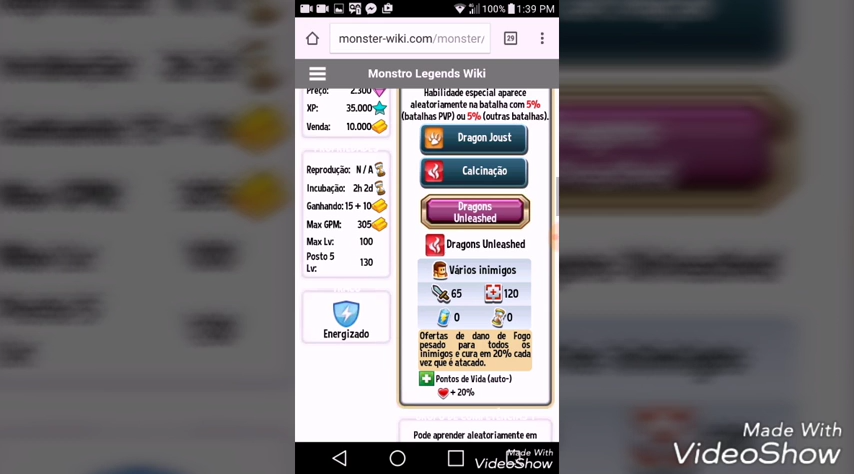 100% 1:39 PM
monster-wiki.com/monster/
29
Monstro Legends Wiki
Preço: 2.300
XP: 35.000
Venda: 10.000
Reprodução: N / A
Incubação: 2h 2d
Ganhando: 15 + 10
Max GPM: 305
Max Lv: 100
Posto 5
Lv: 130
Energizado
Habilidade especial aparece
aleatoriamente na batalha com 5%
(batalhas PVP) ou 5% (outras batalhas).
Dragon Joust
Calcinação
Dragons
Unleashed
Dragons Unleashed
Vários inimigos
65 120
0 0
Ofertas de dano de Fogo
pesado para todos os
inimigos e cura em 20% cada
vez que é atacado.
Pontos de Vida (auto-)
+ 20%
Pode aprender aleatoriamente em
Made With
VideoShow